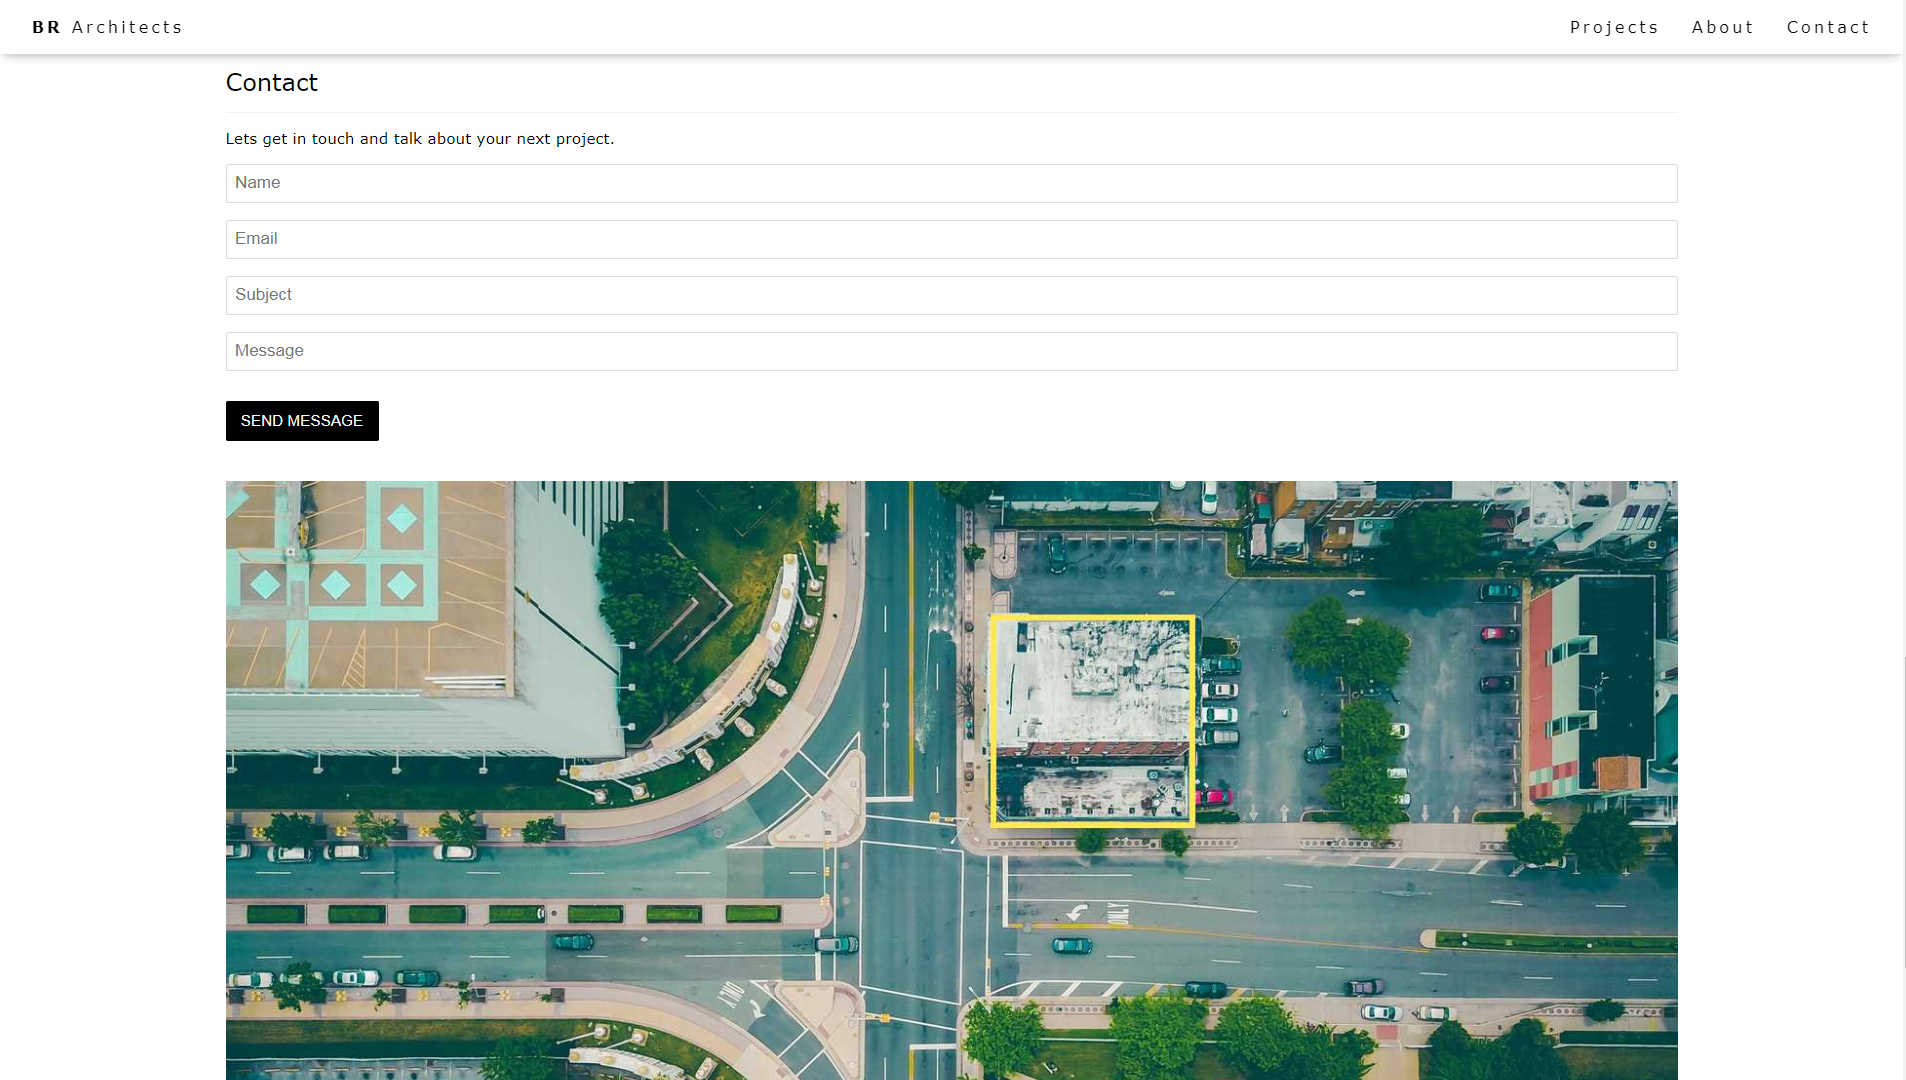 BR Architects
Projects About Contact
Contact
Lets get in touch and talk about your next project.
Name
Email
Subject
Message
SEND MESSAGE
ONLY
ONLY